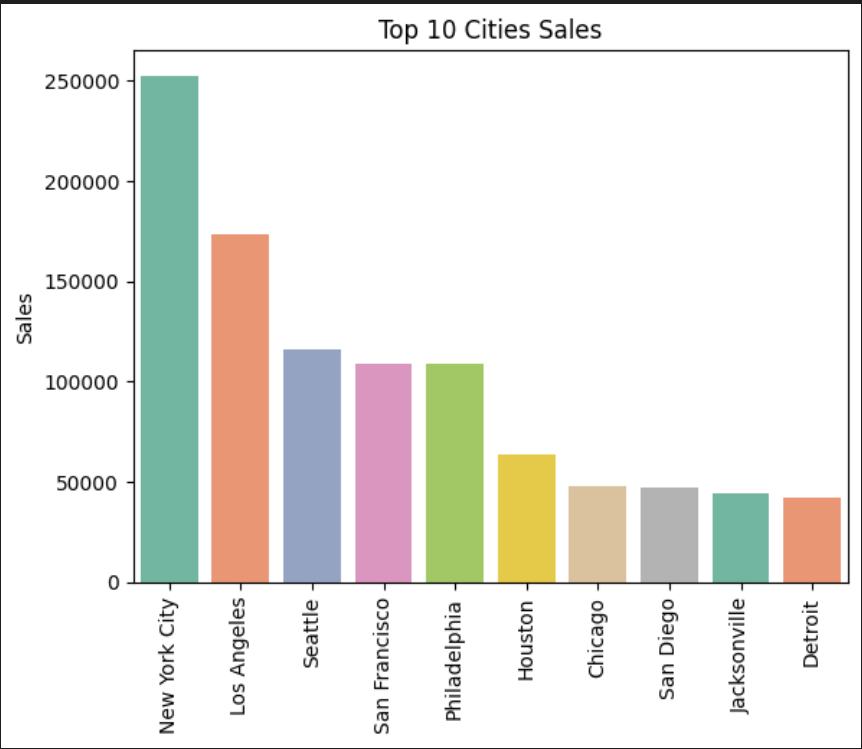 Top 10 Cities Sales
250000
200000
150000
100000
50000
0
Sales
New York City
Los Angeles
Seattle
San Francisco
Philadelphia
Houston
Chicago
San Diego
Jacksonville
Detroit